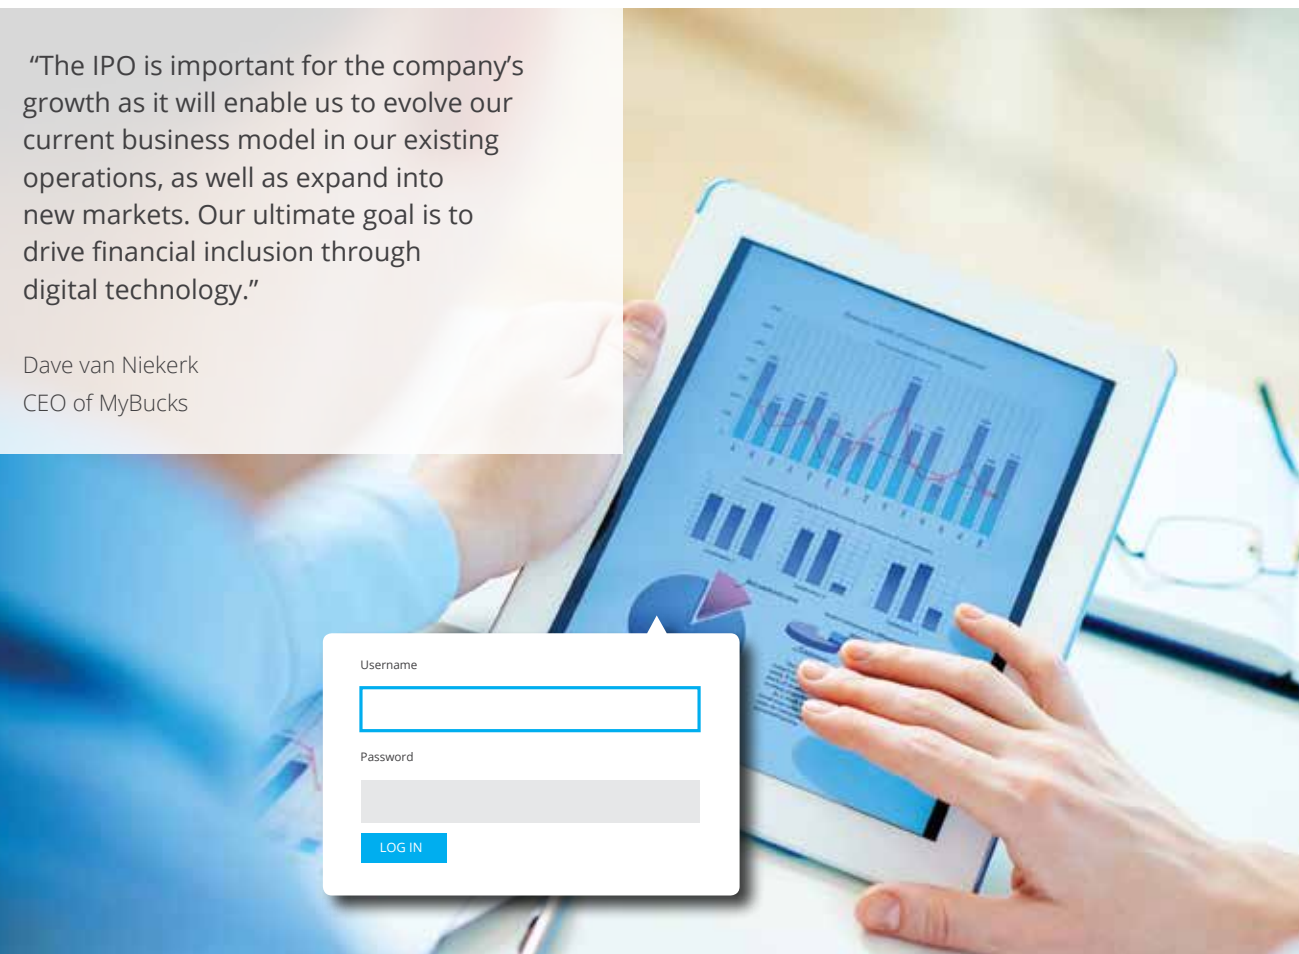 “The IPO is important for the company’s
growth as it will enable us to evolve our
current business model in our existing
operations, as well as expand into
new markets. Our ultimate goal is to
drive financial inclusion through
digital technology.”
Dave van Niekerk
CEO of MyBucks
Username
Password
LOG IN